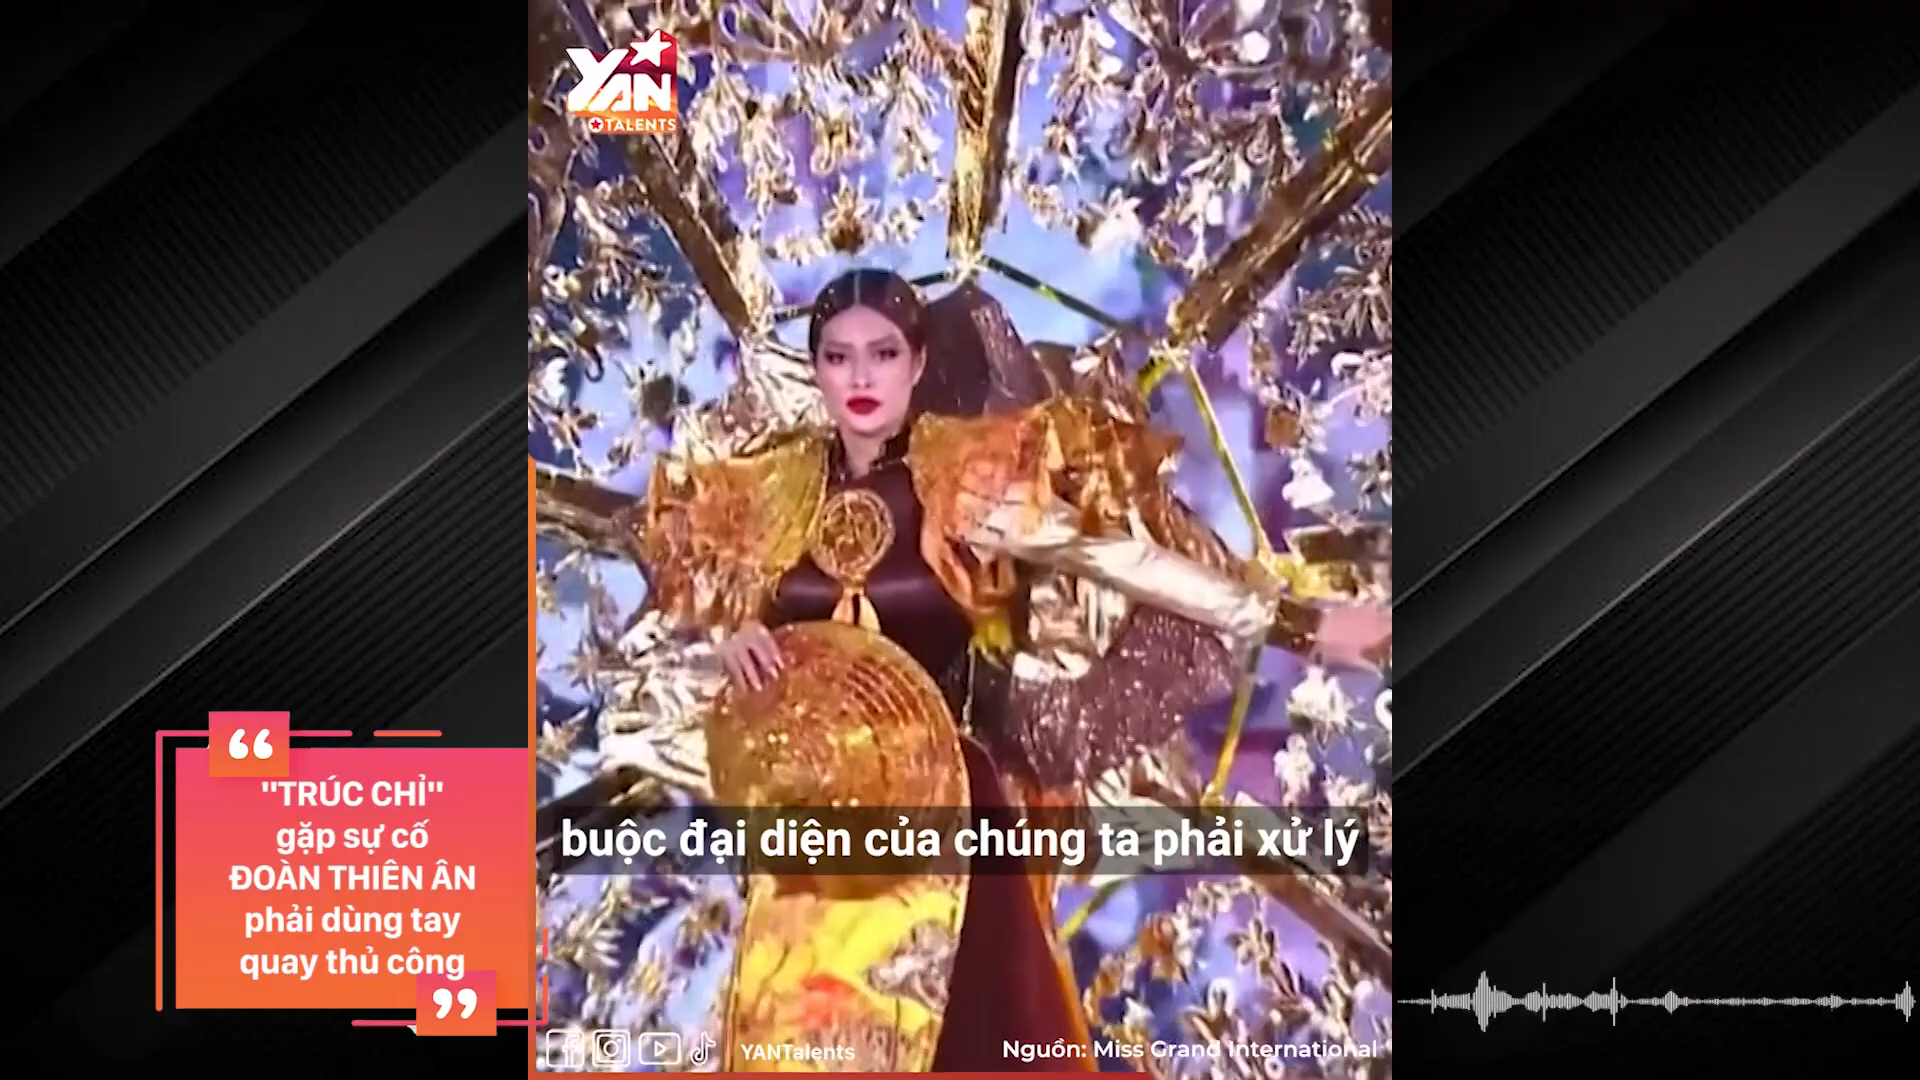 YAN
TALENTS
"TRÚC CHỈ"
gặp sự cố
ĐOÀN THIÊN ÂN
phải dùng tay
quay thủ công
buộc đại diện của chúng ta phải xử lý
YANTalents
Nguồn: Miss Grand International